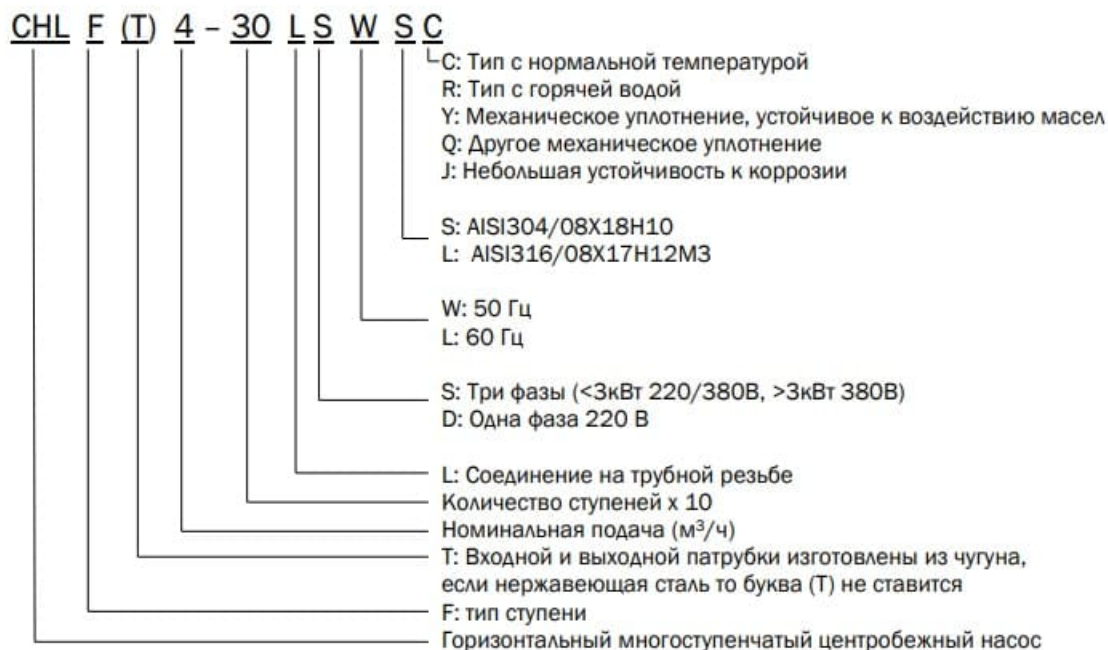 CHL F (T) 4 - 30 L S W S C
C: Тип с нормальной температурой
R: Тип с горячей водой
Y: Механическое уплотнение, устойчивое к воздействию масел
Q: Другое механическое уплотнение
J: Небольшая устойчивость к коррозии
S: AISI304/08Х18Н10
L: AISI316/08Х17Н12М3
W: 50 Гц
L: 60 Гц
S: Три фазы (<3кВт 220/380В, >3кВт 380В)
D: Одна фаза 220 В
L: Соединение на трубной резьбе
Количество ступеней x 10
Номинальная подача (м³/ч)
T: Входной и выходной патрубки изготовлены из чугуна,
если нержавеющая сталь то буква (T) не ставится
F: тип ступени
Горизонтальный многоступенчатый центробежный насос